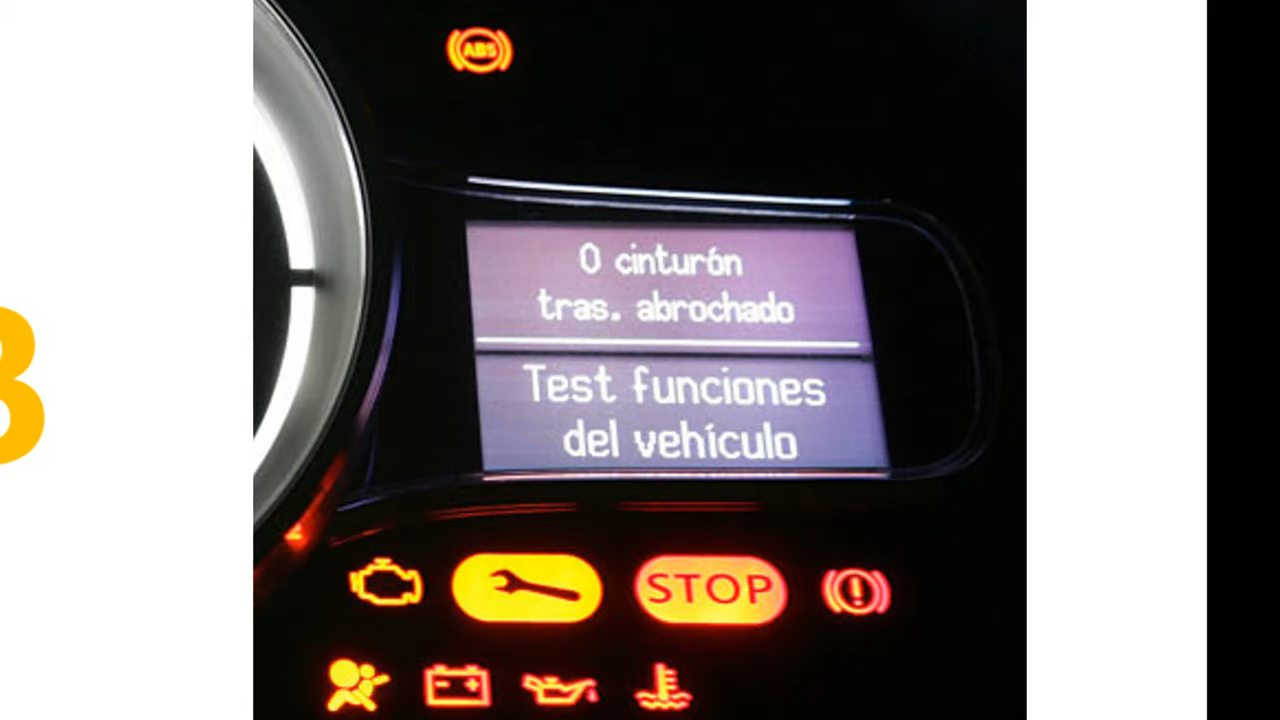 ABS
0 cinturón
tras. abrochado
Test funciones
del vehículo
STOP